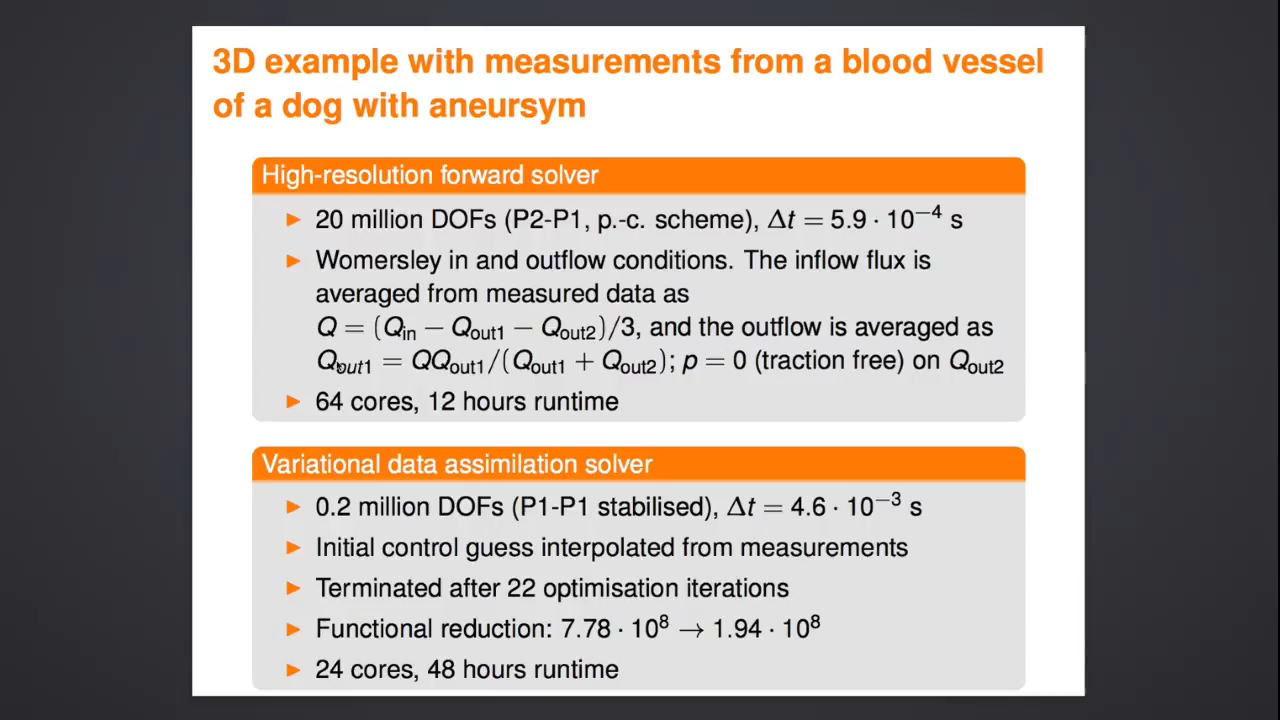 3D example with measurements from a blood vessel
of a dog with aneursym
High-resolution forward solver
► 20 million DOFs (P2-P1, p.-c. scheme), Δt = 5.9 · 10⁻⁴ s
► Womersley in and outflow conditions. The inflow flux is
averaged from measured data as
Q = (Q_in − Q_out1 − Q_out2)/3, and the outflow is averaged as
Q_out1 = QQ_out1/(Q_out1 + Q_out2); p = 0 (traction free) on Q_out2
► 64 cores, 12 hours runtime
Variational data assimilation solver
► 0.2 million DOFs (P1-P1 stabilised), Δt = 4.6 · 10⁻³ s
► Initial control guess interpolated from measurements
► Terminated after 22 optimisation iterations
► Functional reduction: 7.78 · 10⁸ → 1.94 · 10⁸
► 24 cores, 48 hours runtime